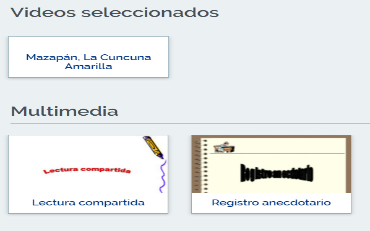 Videos seleccionados
Mazapán, La Cuncuna
Amarilla
Multimedia
Lectura compartida
Lectura compartida
Registro anecdotario